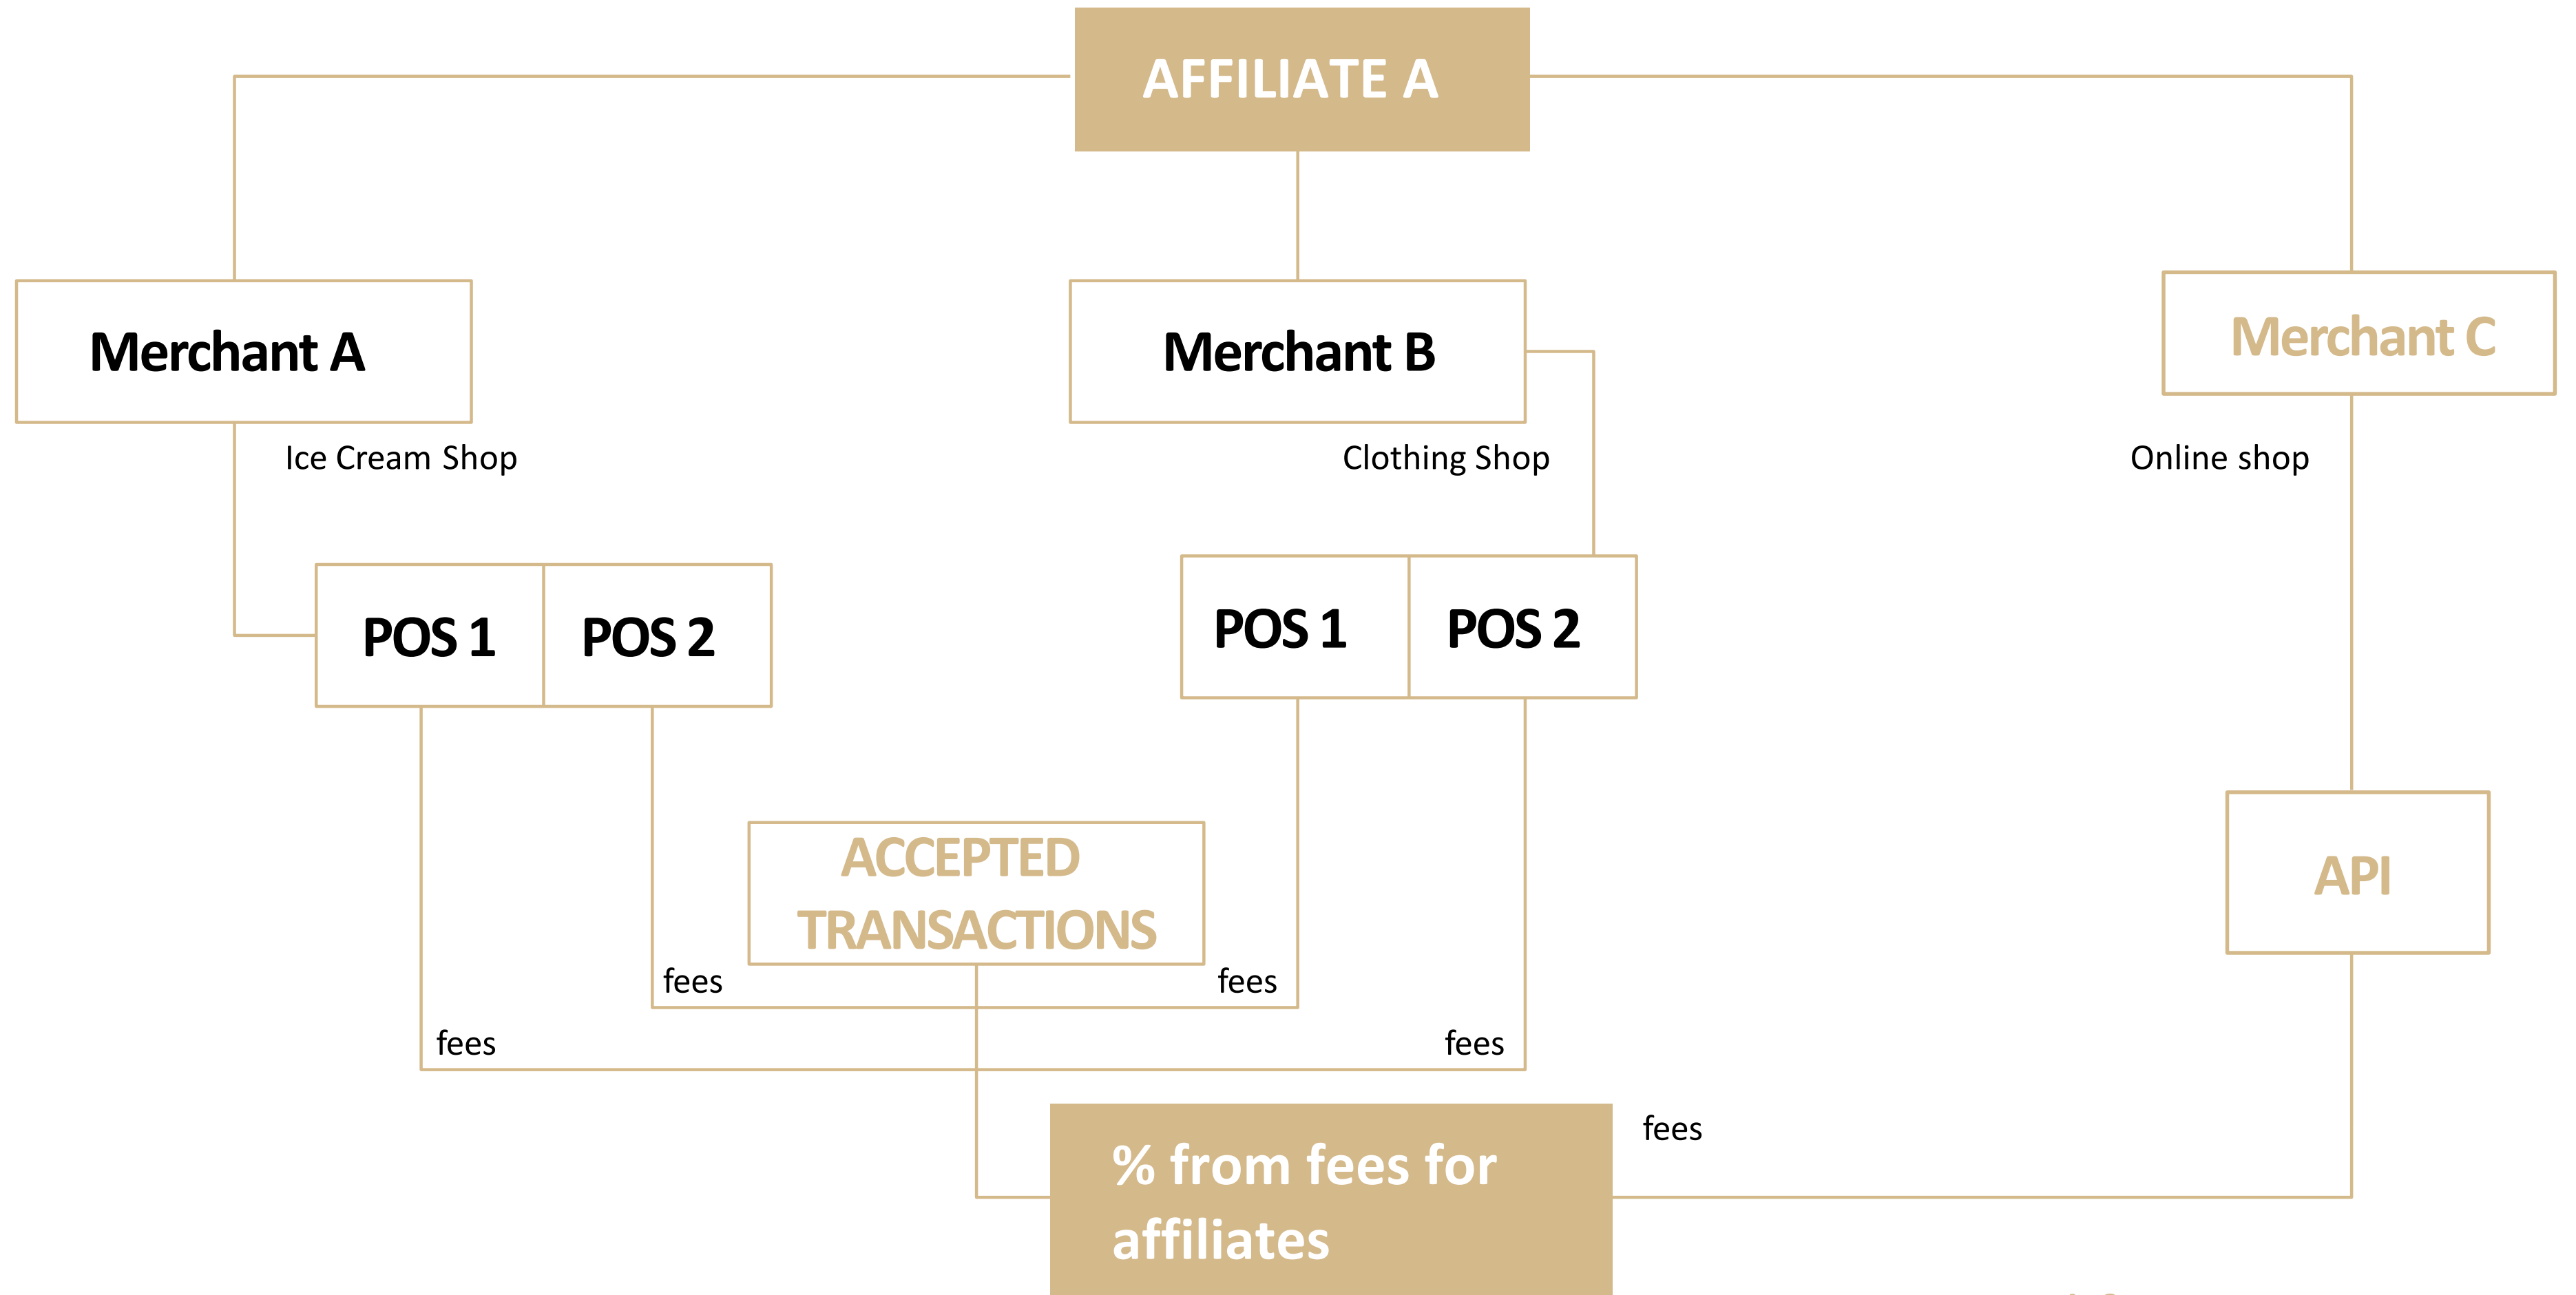 AFFILIATE A
Merchant A
Merchant B
Merchant C
Ice Cream Shop
Clothing Shop
Online shop
POS 1
POS 2
POS 1
POS 2
ACCEPTED
TRANSACTIONS
API
fees
fees
fees
fees
fees
% from fees for
affiliates